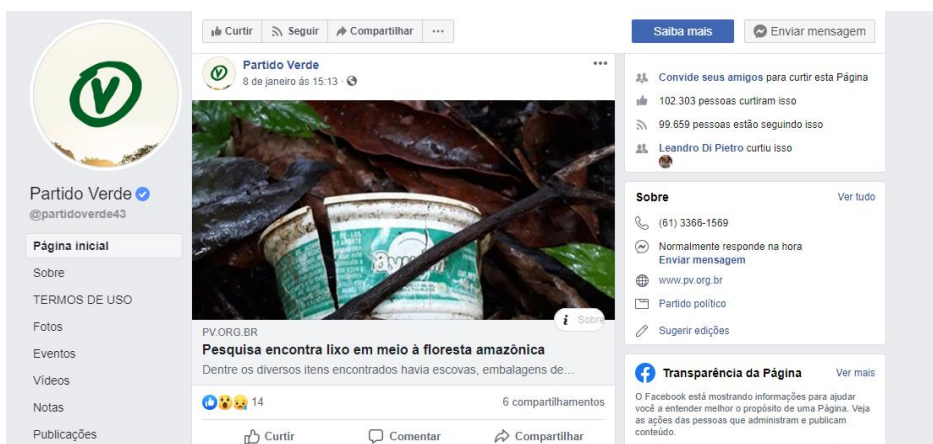 Curtir Seguir Compartilhar ...
Saiba mais Enviar mensagem
V
Partido Verde
@partidoverde43
Página inicial
Sobre
TERMOS DE USO
Fotos
Eventos
Vídeos
Notas
Publicações
Partido Verde
8 de janeiro às 15:13
Sobre
PV.ORG.BR
Pesquisa encontra lixo em meio à floresta amazônica
Dentre os diversos itens encontrados havia escovas, embalagens de...
14
6 compartilhamentos
Curtir Comentar Compartilhar
Convide seus amigos para curtir esta Página
102.303 pessoas curtiram isso
99.659 pessoas estão seguindo isso
Leandro Di Pietro curtiu isso
Sobre Ver tudo
(61) 3366-1569
Normalmente responde na hora
Enviar mensagem
www.pv.org.br
Partido político
Sugerir edições
Transparência da Página Ver mais
O Facebook está mostrando informações para ajudar
você a entender melhor o propósito de uma Página. Veja
as ações das pessoas que administram e publicam
conteúdo.